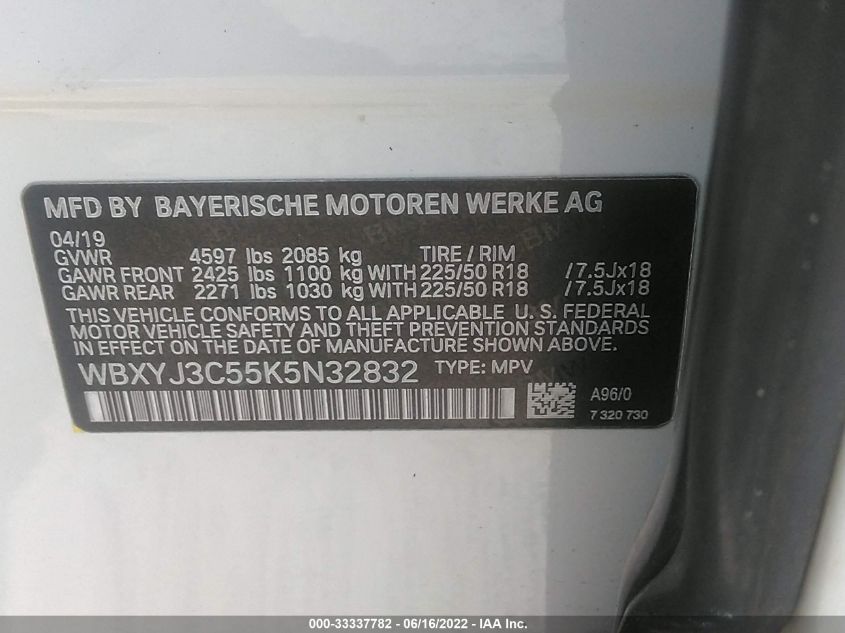 MFD BY BAYERISCHE MOTOREN WERKE AG
04/19
GVWR 4597 lbs 2085 kg TIRE / RIM
GAWR FRONT 2425 lbs 1100 kg WITH 225/50 R18 /7.5Jx18
GAWR REAR 2271 lbs 1030 kg WITH 225/50 R18 /7.5Jx18
THIS VEHICLE CONFORMS TO ALL APPLICABLE U. S. FEDERAL
MOTOR VEHICLE SAFETY AND THEFT PREVENTION STANDARDS
IN EFFECT ON THE DATE OF MANUFACTURE SHOWN ABOVE.
WBXYJ3C55K5N32832 TYPE: MPV
A96/0
7 320 730
000-33337782 - 06/16/2022 - IAA Inc.